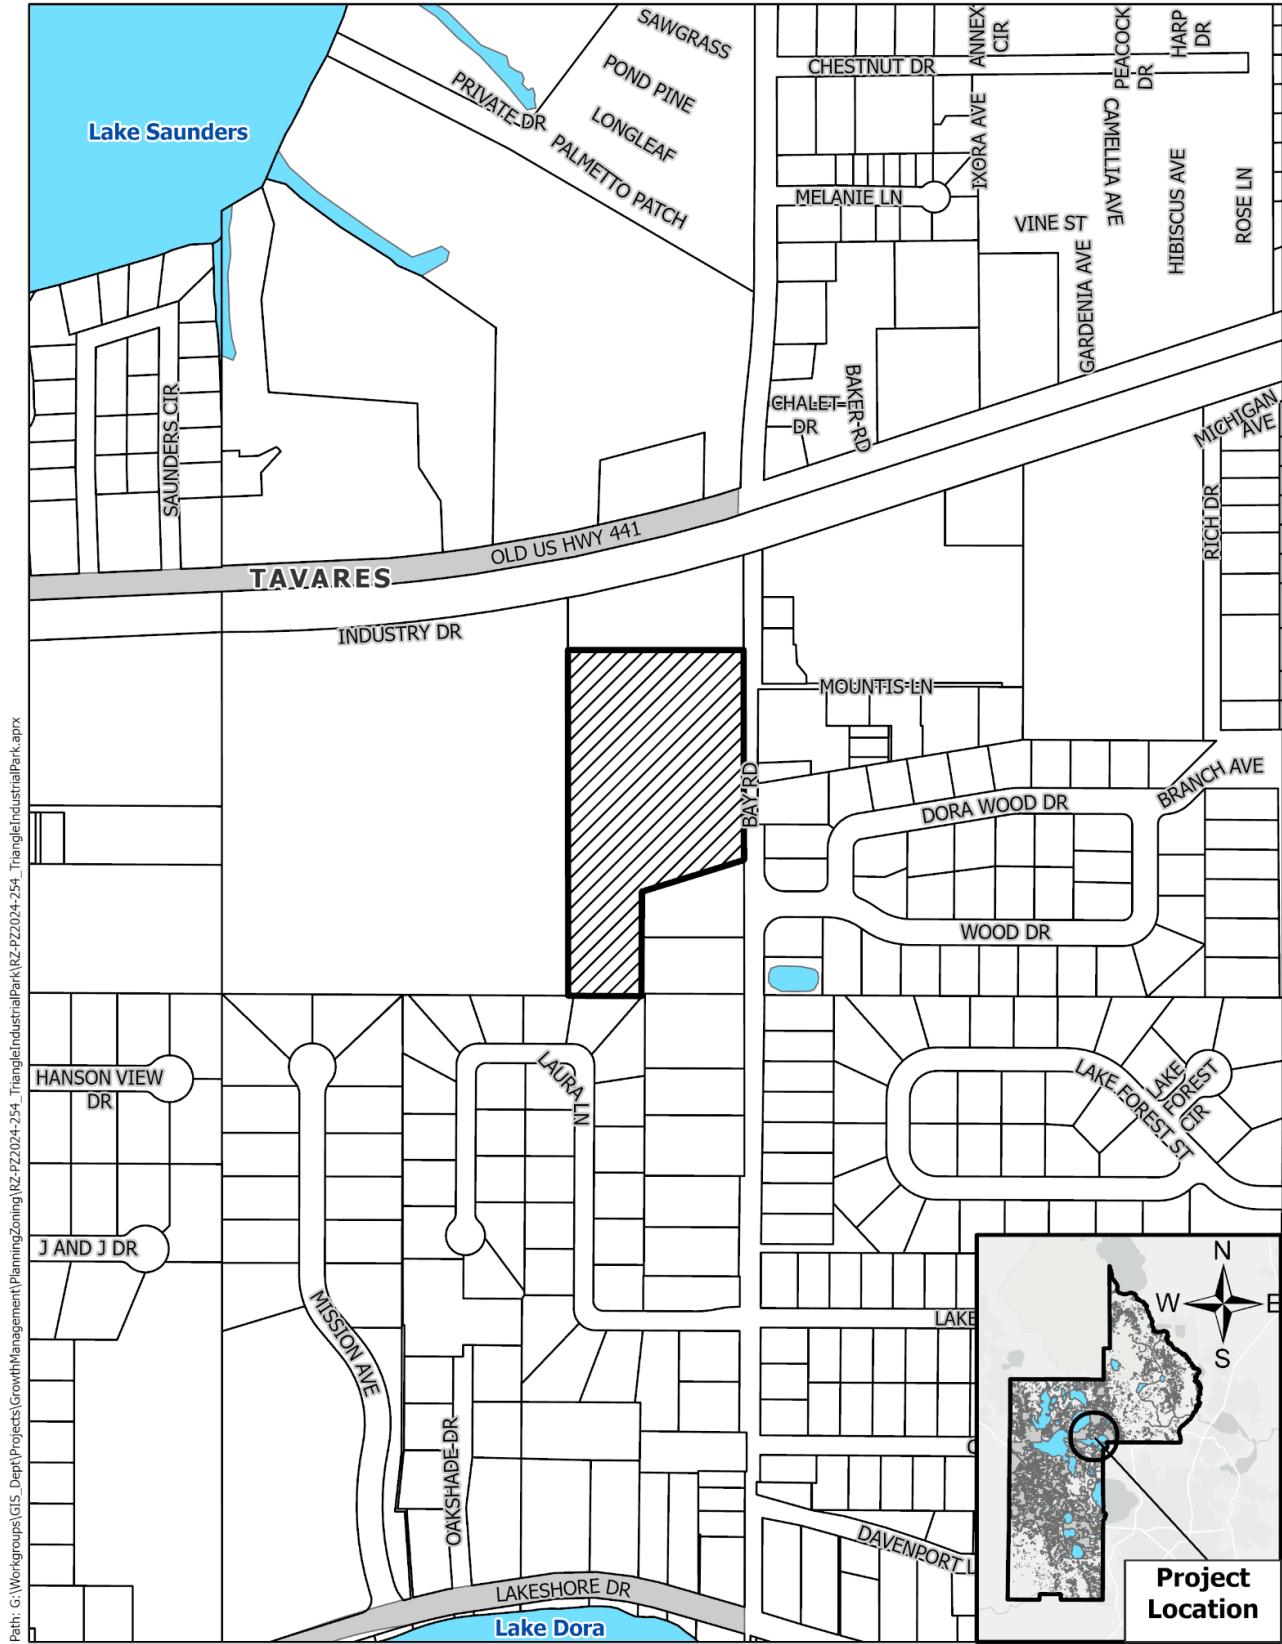 SAWGRASS
POND PINE
LONGLEAF
PALMETTO PATCH
PRIVATE DR
Lake Saunders
CHESTNUT DR
ANNEX
CIR
PEACOCK
DR
HARP
DR
IXORA AVE
CAMELLIA AVE
HIBISCUS AVE
ROSE LN
MELANIE LN
VINE ST
GARDENIA AVE
SAUNDERS CIR
CHALET
DR
BAKER RD
MICHIGAN
AVE
RICH DR
OLD US HWY 441
TAVARES
INDUSTRY DR
MOUNTIS LN
BAY RD
DORA WOOD DR
BRANCH AVE
WOOD DR
HANSON VIEW
DR
LAURA LN
LAKE FOREST ST
LAKE
FOREST
CIR
J AND J DR
MISSION AVE
OAKSHADE DR
LAKE
DAVENPORT L
LAKESHORE DR
Lake Dora
N
W
E
S
Project
Location
Path: G:\Workgroups\GIS_Dept\Projects\GrowthManagement\PlanningZoning\RZ-PZ2024-254_TriangleIndustrialPark\RZ-PZ2024-254_TriangleIndustrialPark.aprx